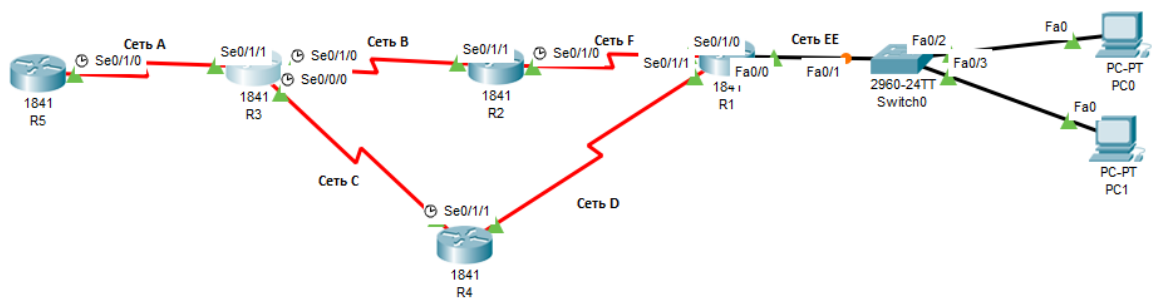 Сеть A
Se0/1/0
1841
R5
Se0/1/1
Se0/1/0
Se0/0/0
1841
R3
Сеть B
Se0/1/1
Se0/1/0
1841
R2
Сеть F
Se0/1/0
Se0/1/1
Fa0/0
1841
R1
Сеть EE
Fa0/1
Fa0/2
Fa0/3
2960-24TT
Switch0
Fa0
PC-PT
PC0
Fa0
PC-PT
PC1
Сеть C
Сеть D
Se0/1/1
1841
R4